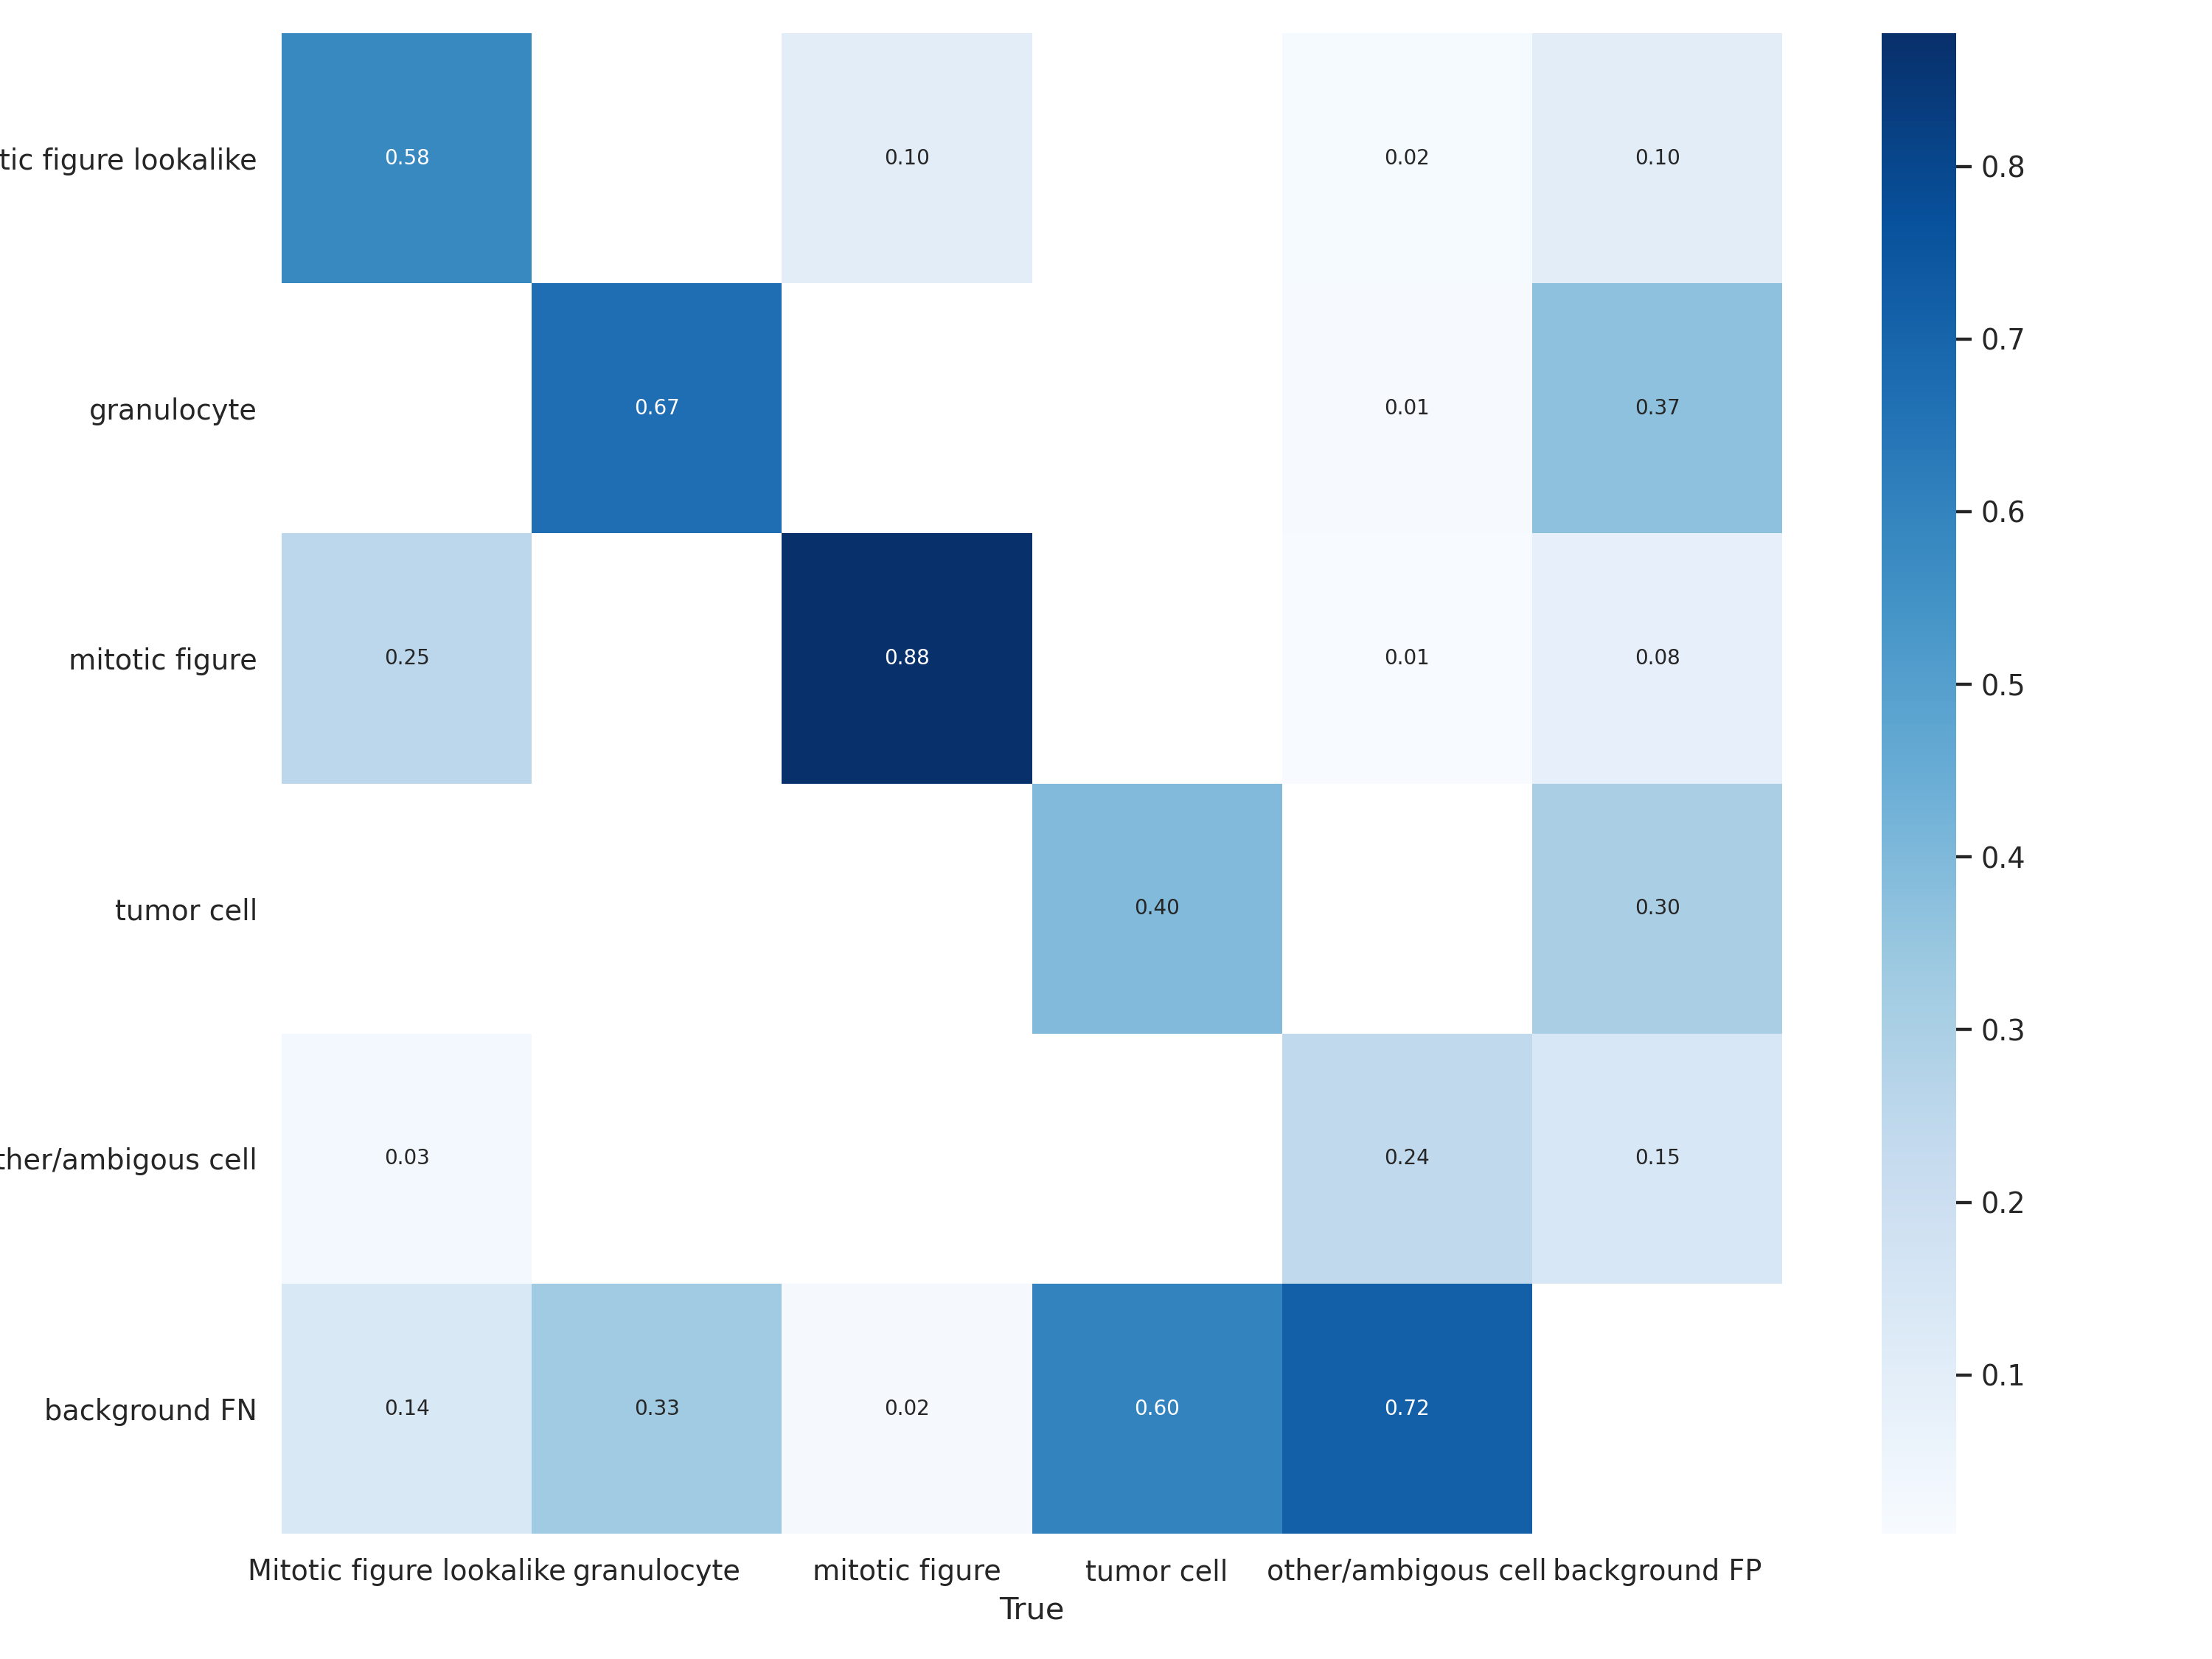 tic figure lookalike 0.58 0.10 0.02 0.10 0.8
granulocyte 0.67 0.01 0.37 0.7
mitotic figure 0.25 0.88 0.01 0.08 0.6
0.5
tumor cell 0.40 0.30 0.4
0.3
ther/ambigous cell 0.03 0.24 0.15 0.2
background FN 0.14 0.33 0.02 0.60 0.72 0.1
Mitotic figure lookalike granulocyte mitotic figure tumor cell other/ambigous cell background FP
True